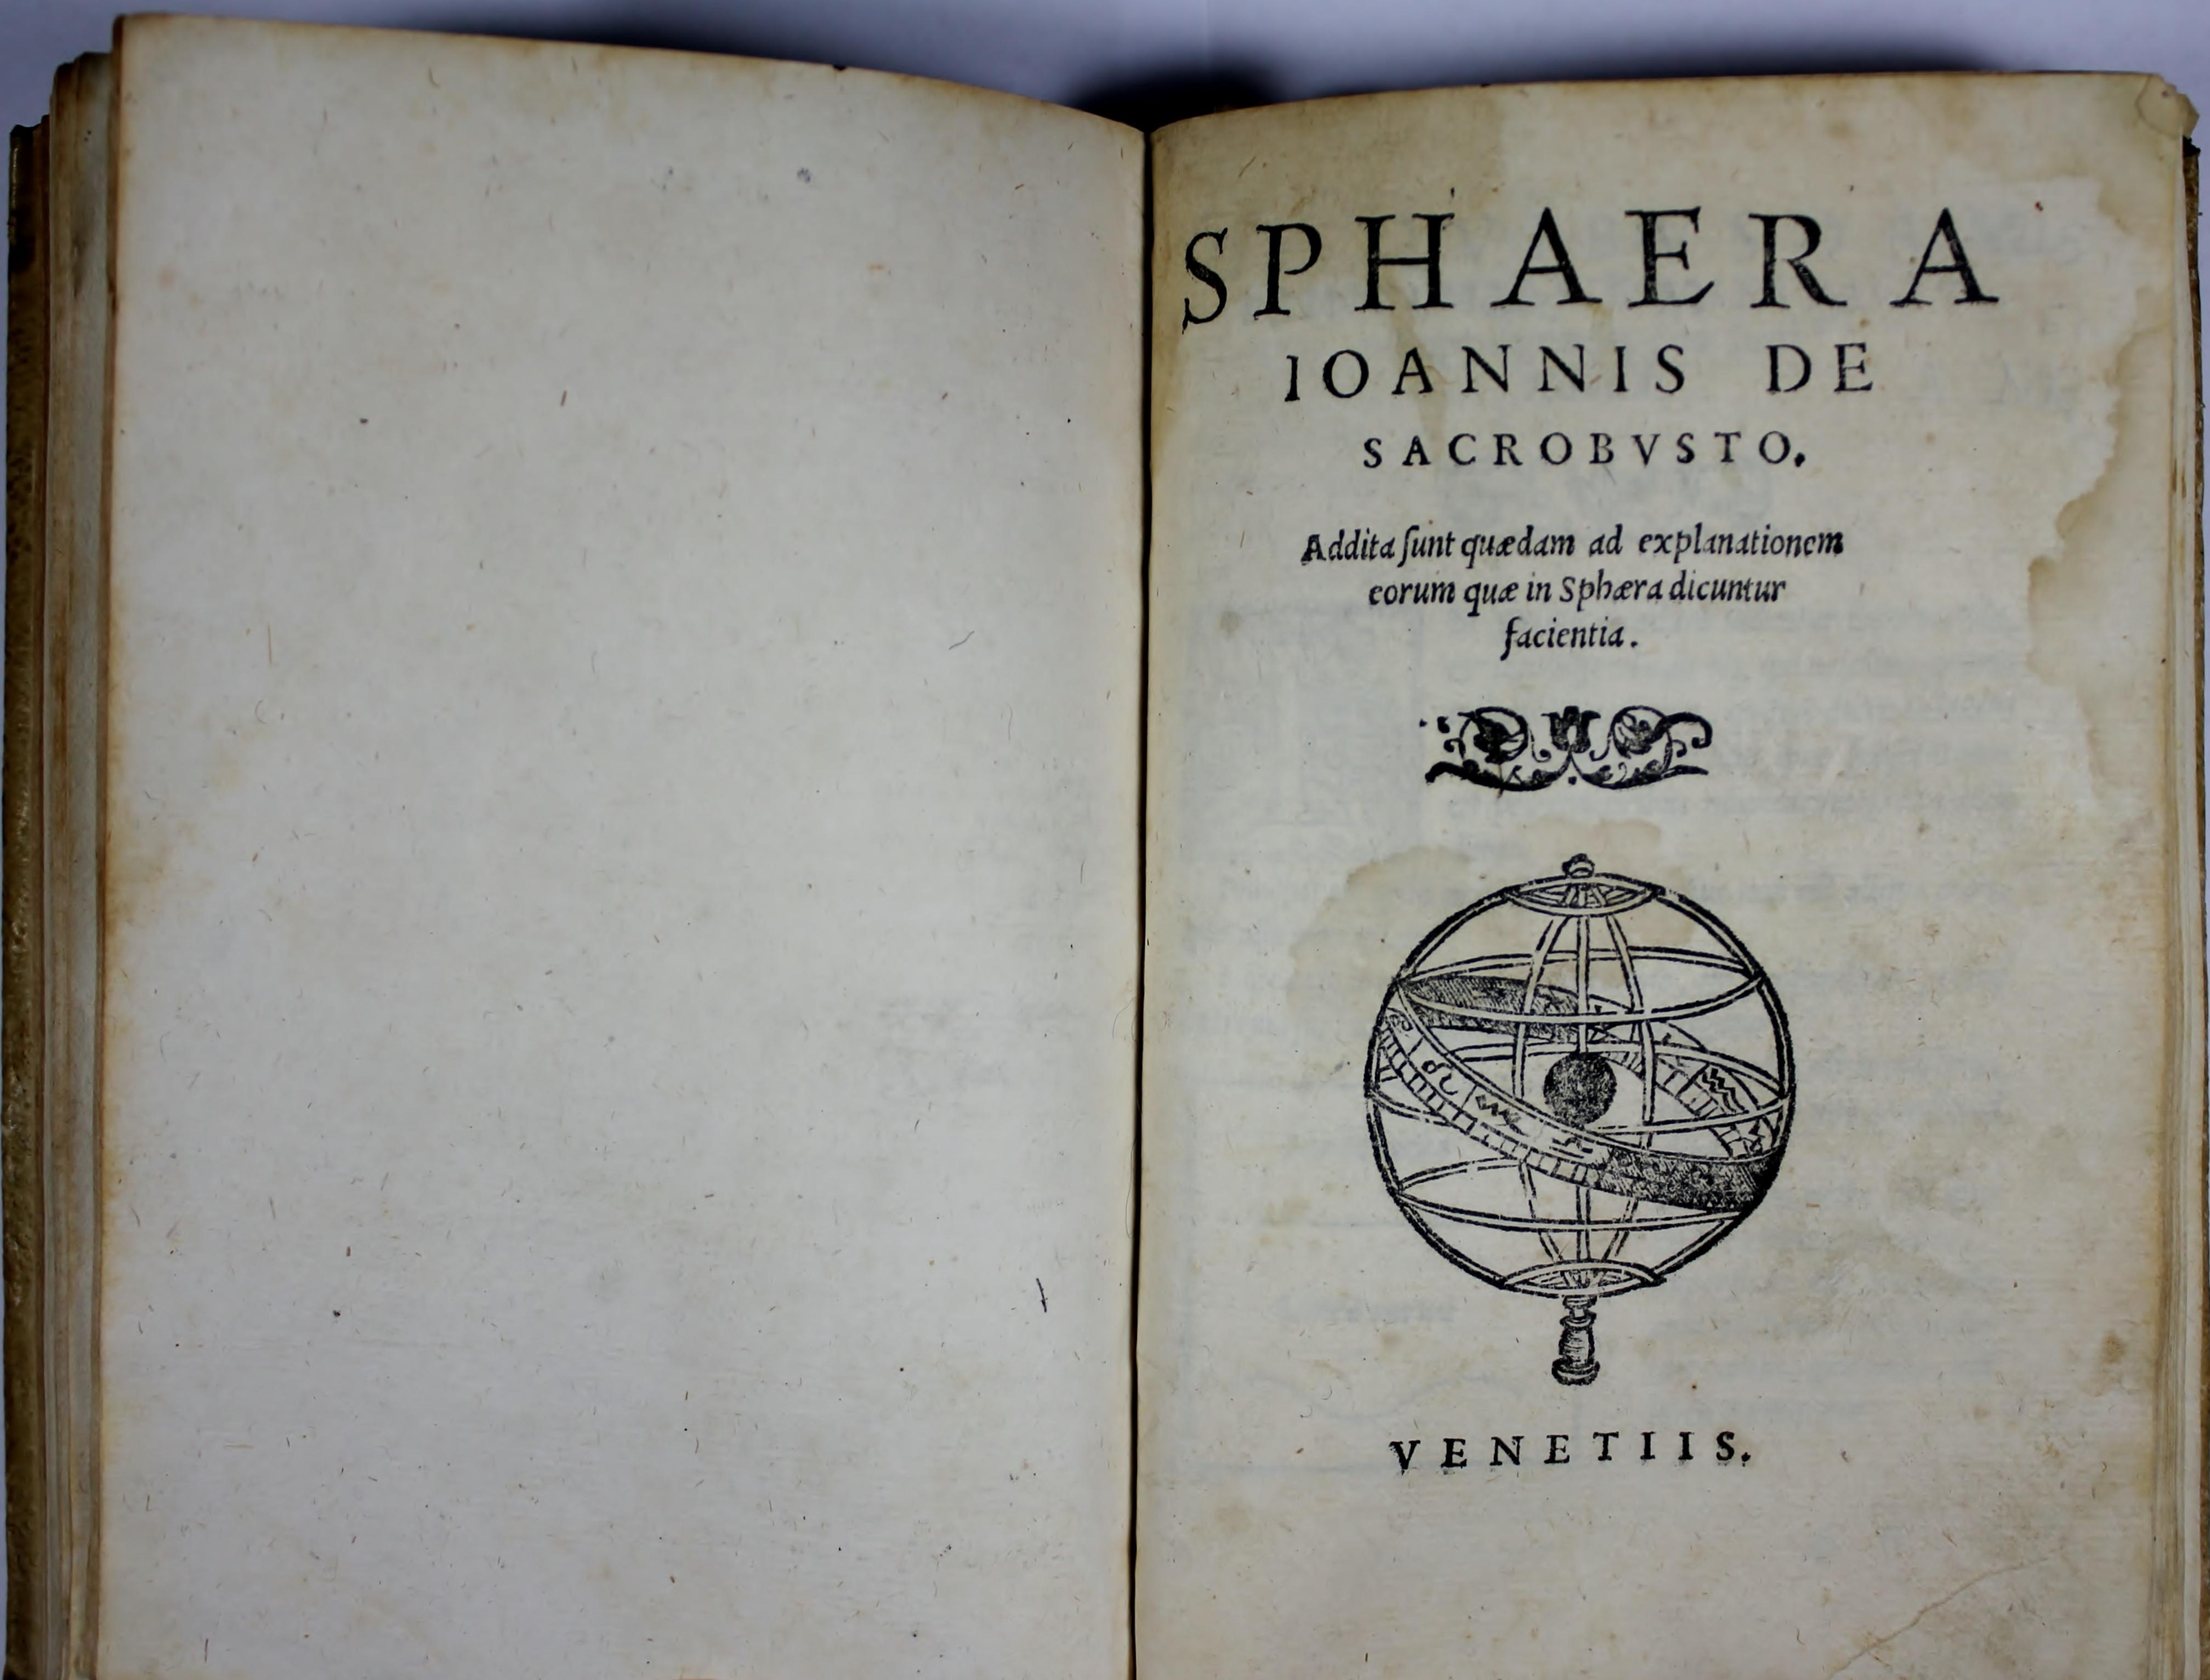 SPHAERA
IOANNIS DE
SACROBVSTO.
Addita ſunt quædam ad explanationem
eorum quæ in Sphæra dicuntur
facientia.
VENETIIS.